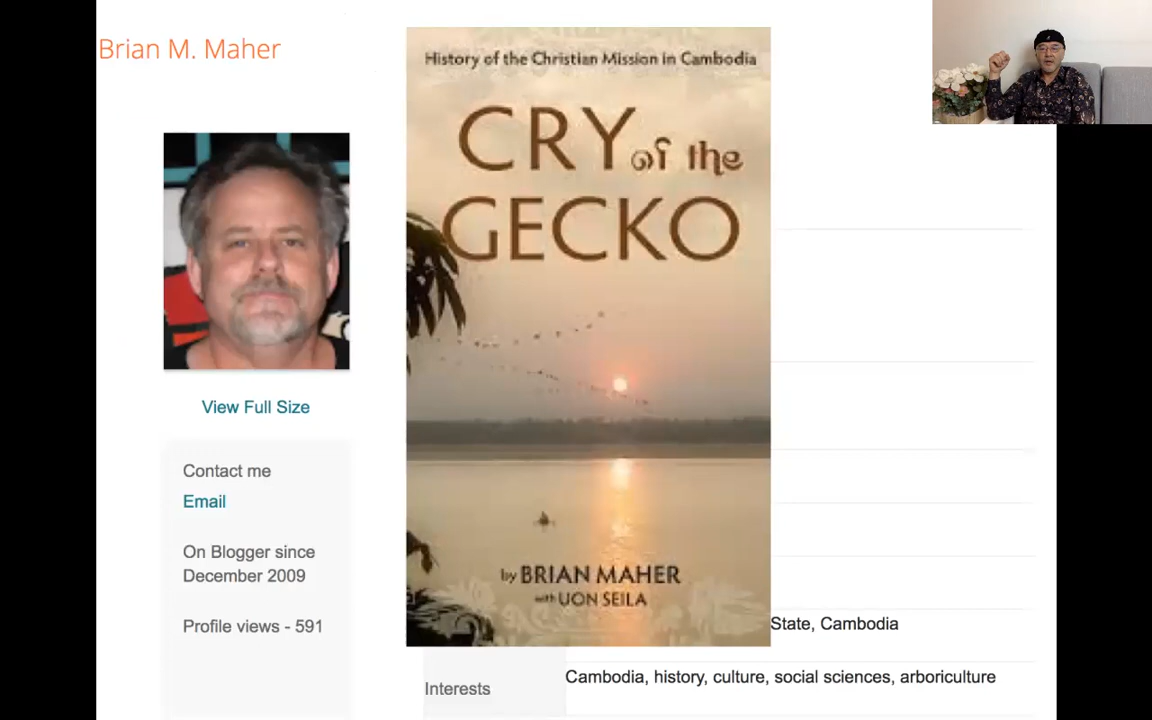 Brian M. Maher
History of the Christian Mission in Cambodia
CRY of the
GECKO
by BRIAN MAHER
with UON SEILA
View Full Size
Contact me
Email
On Blogger since
December 2009
Profile views - 591
State, Cambodia
Interests
Cambodia, history, culture, social sciences, arboriculture